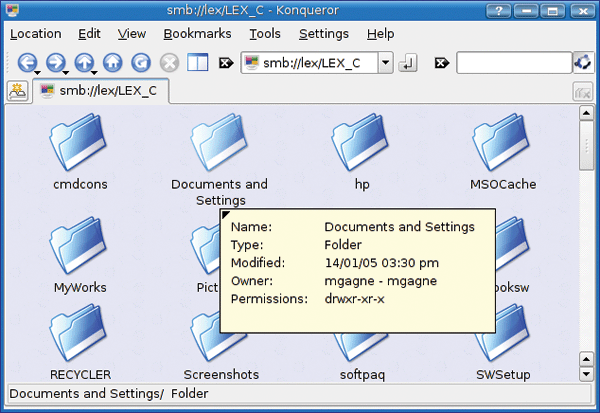 smb://lex/LEX_C - Konqueror
Location Edit View Bookmarks Tools Settings Help
smb://lex/LEX_C
smb://lex/LEX_C
cmdcons
Documents and
Settings
hp
MSOCache
Name: Documents and Settings
Type: Folder
Modified: 14/01/05 03:30 pm
Owner: mgagne - mgagne
Permissions: drwxr-xr-x
MyWorks
RECYCLER
Screenshots
softpaq
SWSetup
Documents and Settings/ Folder